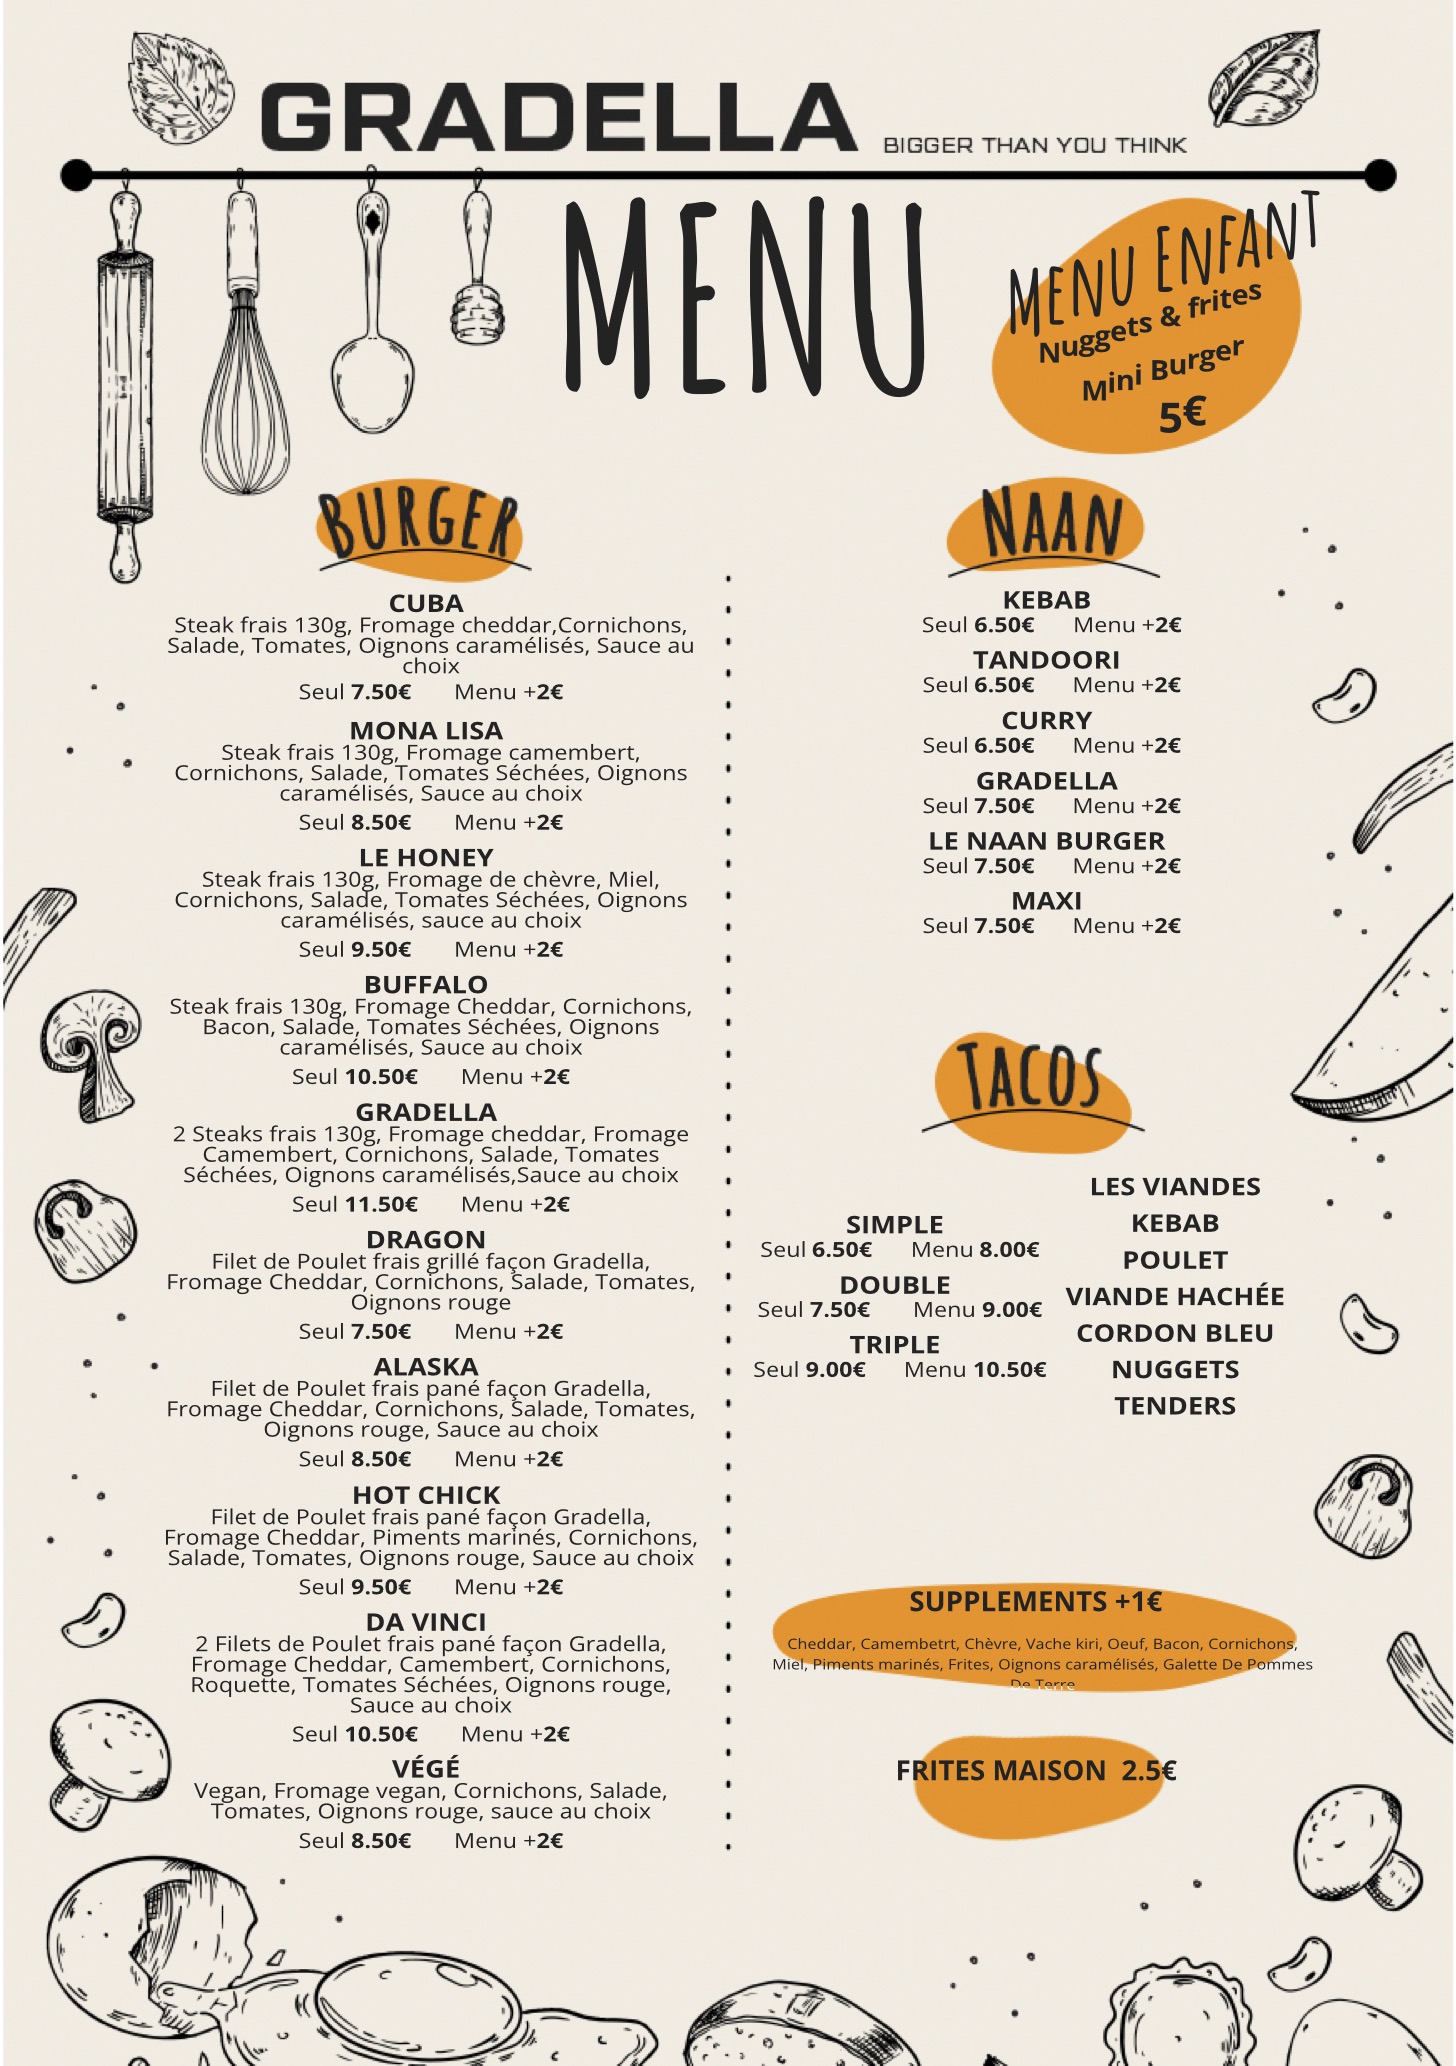 GRADELLA BIGGER THAN YOU THINK
MENU
MENU ENFANT
Nuggets & frites
Mini Burger
5€
BURGER
CUBA
Steak frais 130g, Fromage cheddar,Cornichons,
Salade, Tomates, Oignons caramélisés, Sauce au
choix
Seul 7.50€ Menu +2€
MONA LISA
Steak frais 130g, Fromage camembert,
Cornichons, Salade, Tomates Séchées, Oignons
caramélisés, Sauce au choix
Seul 8.50€ Menu +2€
LE HONEY
Steak frais 130g, Fromage de chèvre, Miel,
Cornichons, Salade, Tomates Séchées, Oignons
caramélisés, sauce au choix
Seul 9.50€ Menu +2€
BUFFALO
Steak frais 130g, Fromage Cheddar, Cornichons,
Bacon, Salade, Tomates Séchées, Oignons
caramélisés, Sauce au choix
Seul 10.50€ Menu +2€
GRADELLA
2 Steaks frais 130g, Fromage cheddar, Fromage
Camembert, Cornichons, Salade, Tomates
Séchées, Oignons caramélisés,Sauce au choix
Seul 11.50€ Menu +2€
DRAGON
Filet de Poulet frais grillé façon Gradella,
Fromage Cheddar, Cornichons, Salade, Tomates,
Oignons rouge
Seul 7.50€ Menu +2€
ALASKA
Filet de Poulet frais pané façon Gradella,
Fromage Cheddar, Cornichons, Salade, Tomates,
Oignons rouge, Sauce au choix
Seul 8.50€ Menu +2€
HOT CHICK
Filet de Poulet frais pané façon Gradella,
Fromage Cheddar, Piments marinés, Cornichons,
Salade, Tomates, Oignons rouge, Sauce au choix
Seul 9.50€ Menu +2€
DA VINCI
2 Filets de Poulet frais pané façon Gradella,
Fromage Cheddar, Camembert, Cornichons,
Roquette, Tomates Séchées, Oignons rouge,
Sauce au choix
Seul 10.50€ Menu +2€
VÉGÉ
Vegan, Fromage vegan, Cornichons, Salade,
Tomates, Oignons rouge, sauce au choix
Seul 8.50€ Menu +2€
NAAN
KEBAB
Seul 6.50€ Menu +2€
TANDOORI
Seul 6.50€ Menu +2€
CURRY
Seul 6.50€ Menu +2€
GRADELLA
Seul 7.50€ Menu +2€
LE NAAN BURGER
Seul 7.50€ Menu +2€
MAXI
Seul 7.50€ Menu +2€
TACOS
SIMPLE
Seul 6.50€ Menu 8.00€
DOUBLE
Seul 7.50€ Menu 9.00€
TRIPLE
Seul 9.00€ Menu 10.50€
LES VIANDES
KEBAB
POULET
VIANDE HACHÉE
CORDON BLEU
NUGGETS
TENDERS
SUPPLEMENTS +1€
Cheddar, Camembetrt, Chèvre, Vache kiri, Oeuf, Bacon, Cornichons,
Miel, Piments marinés, Frites, Oignons caramélisés, Galette De Pommes
De Terre
FRITES MAISON 2.5€